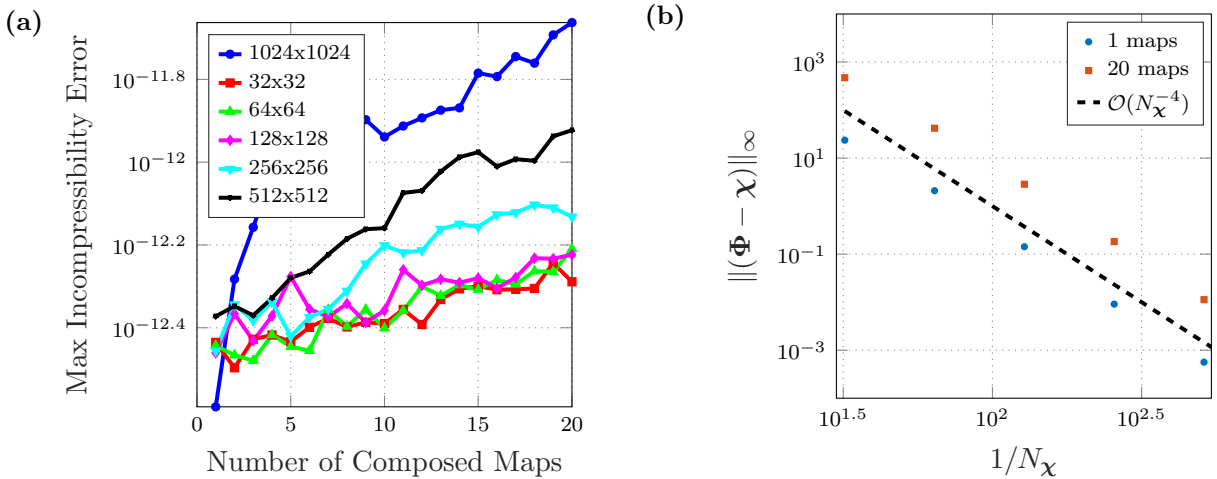 (a)
Max Incompressibility Error
10^{-11.8}
10^{-12}
10^{-12.2}
10^{-12.4}
1024x1024
32x32
64x64
128x128
256x256
512x512
0 5 10 15 20
Number of Composed Maps
(b)
‖(𝚽 − 𝛘)‖_∞
10^3
10^1
10^{-1}
10^{-3}
1 maps
20 maps
𝒪(N_𝛘^{-4})
10^{1.5} 10^2 10^{2.5}
1/N_𝛘